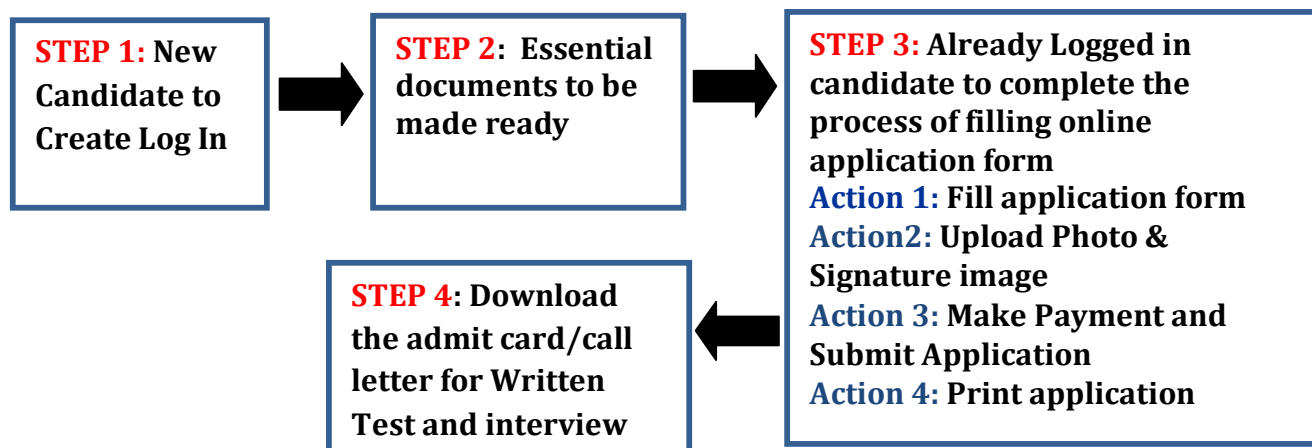 STEP 1: New
Candidate to
Create Log In
STEP 2:  Essential
documents to be
made ready
STEP 3: Already Logged in
candidate to complete the
process of filling online
application form
Action 1: Fill application form
Action2: Upload Photo &
Signature image
Action 3: Make Payment and
Submit Application
Action 4: Print application
STEP 4: Download
the admit card/call
letter for Written
Test and interview